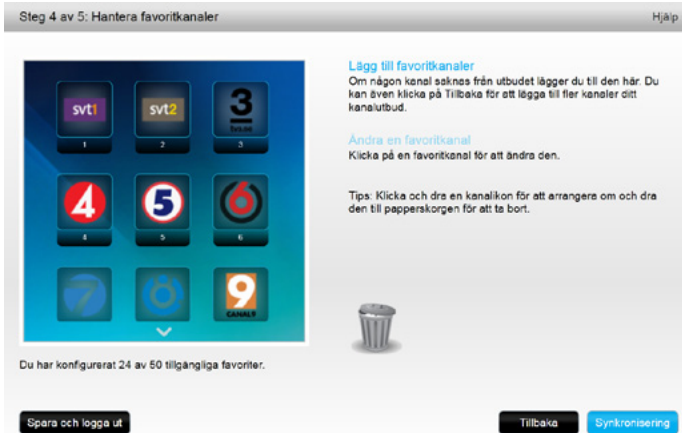 Steg 4 av 5: Hantera favoritkanaler
Hjälp
svt1
svt2
3
1
2
3
4
5
6
4
5
6
7
8
9
CANAL9
Lägg till favoritkanaler
Om någon kanal saknas från utbudet lägger du till den här. Du
kan även klicka på Tillbaka för att lägga till fler kanaler ditt
kanalutbud.
Ändra en favoritkanal
Klicka på en favoritkanal för att ändra den.
Tips: Klicka och dra en kanalikon för att arrangera om och dra
den till papperskorgen för att ta bort.
Du har konfigurerat 24 av 50 tillgängliga favoriter.
Spara och logga ut
Tillbaka
Synkronisering